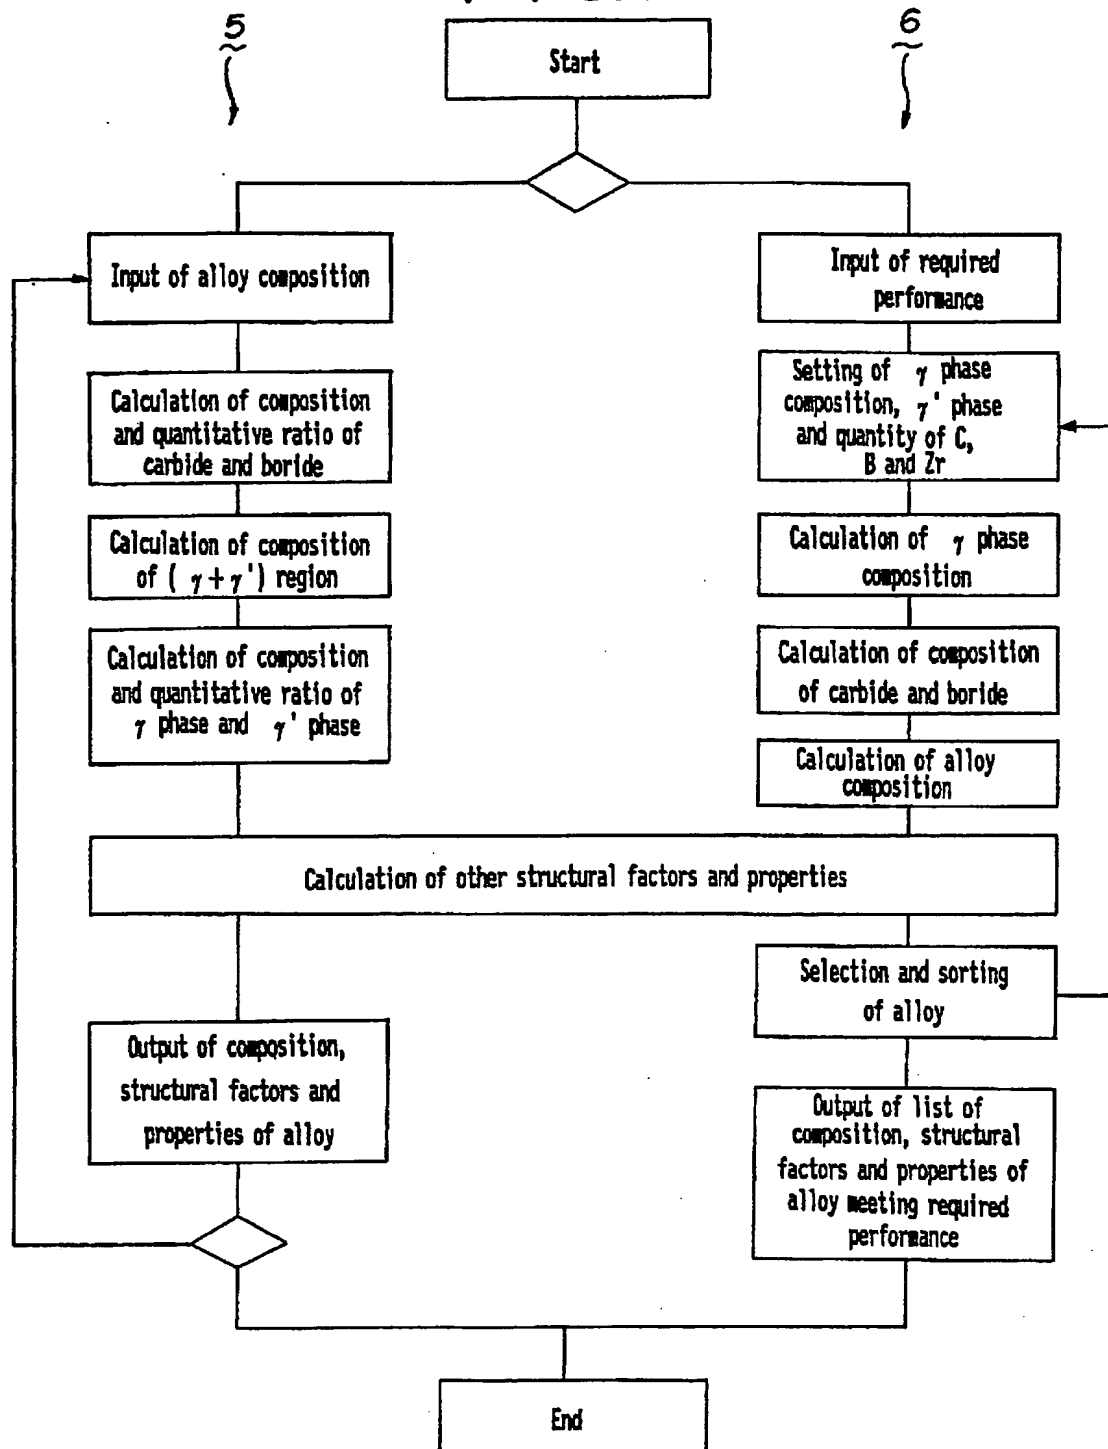 5
6
Start
Input of alloy composition
Calculation of composition
and quantitative ratio of
carbide and boride
Calculation of composition
of ( γ + γ ' ) region
Calculation of composition
and quantitative ratio of
γ phase and γ ' phase
Input of required
performance
Setting of γ phase
composition, γ ' phase
and quantity of C,
B and Zr
Calculation of γ phase
composition
Calculation of composition
of carbide and boride
Calculation of alloy
composition
Calculation of other structural factors and properties
Output of composition,
structural factors and
properties of alloy
Selection and sorting
of alloy
Output of list of
composition, structural
factors and properties of
alloy meeting required
performance
End